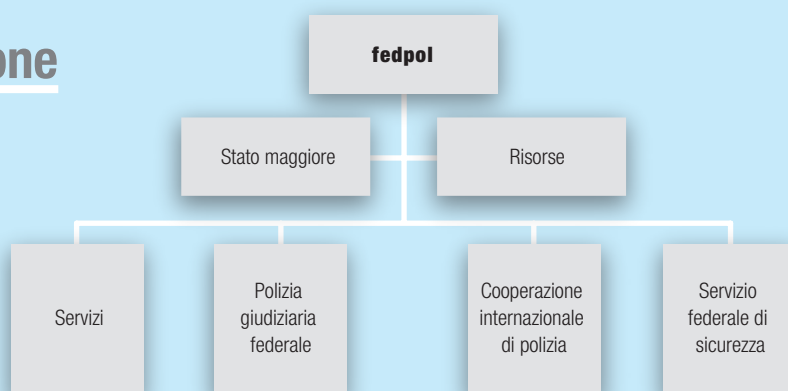 one
fedpol
Stato maggiore
Risorse
Servizi
Polizia
giudiziaria
federale
Cooperazione
internazionale
di polizia
Servizio
federale di
sicurezza